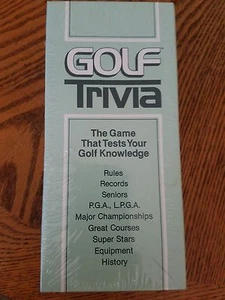 GOLF
Trivia
The Game
That Tests Your
Golf Knowledge
Rules
Records
Seniors
P.G.A., L.P.G.A.
Major Championships
Great Courses
Super Stars
Equipment
History